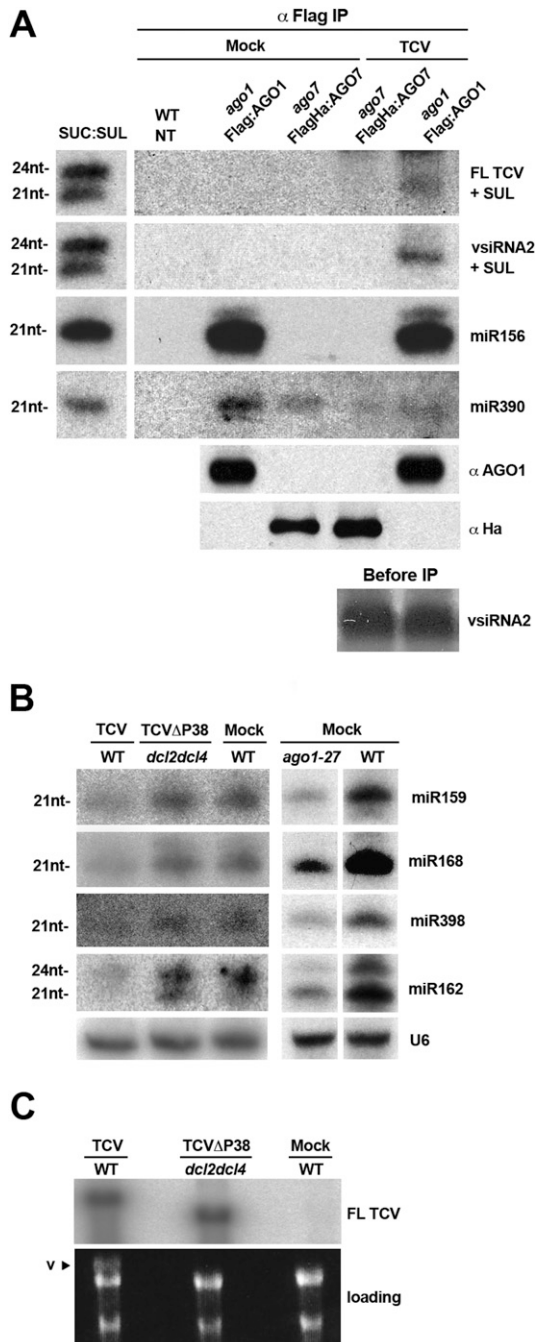 A
α Flag IP
Mock TCV
SUC:SUL
WT NT
ago1 Flag:AGO1
ago7 FlagHa:AGO7
ago7 FlagHa:AGO7
ago1 Flag:AGO1
24nt-
21nt-
FL TCV + SUL
24nt-
21nt-
vsiRNA2 + SUL
21nt-
miR156
21nt-
miR390
α AGO1
α Ha
Before IP
vsiRNA2
B
TCV TCVΔP38 Mock Mock
WT dcl2dcl4 WT ago1-27 WT
21nt- miR159
21nt- miR168
21nt- miR398
24nt-
21nt- miR162
U6
C
TCV TCVΔP38 Mock
WT dcl2dcl4 WT
FL TCV
v
loading